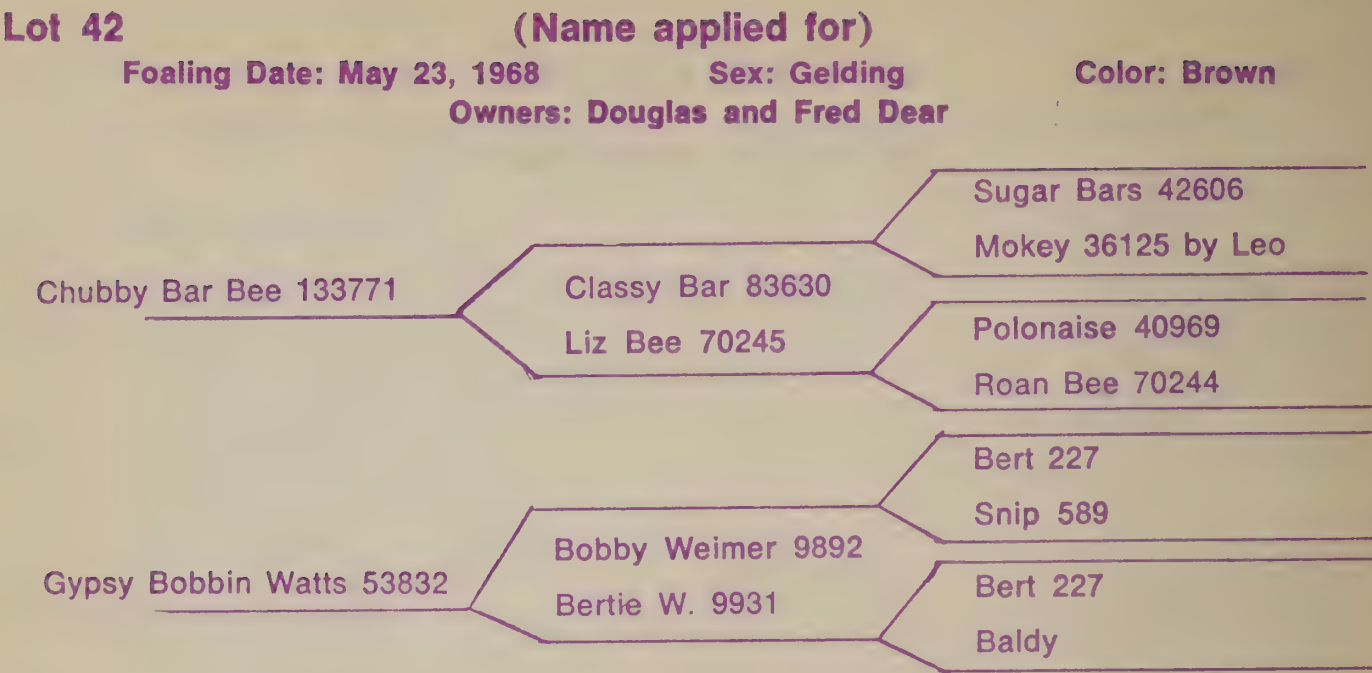 Lot 42
(Name applied for)
Foaling Date: May 23, 1968 Sex: Gelding Color: Brown
Owners: Douglas and Fred Dear
Chubby Bar Bee 133771
Classy Bar 83630
Liz Bee 70245
Sugar Bars 42606
Mokey 36125 by Leo
Polonaise 40969
Roan Bee 70244
Gypsy Bobbin Watts 53832
Bobby Weimer 9892
Bertie W. 9931
Bert 227
Snip 589
Bert 227
Baldy